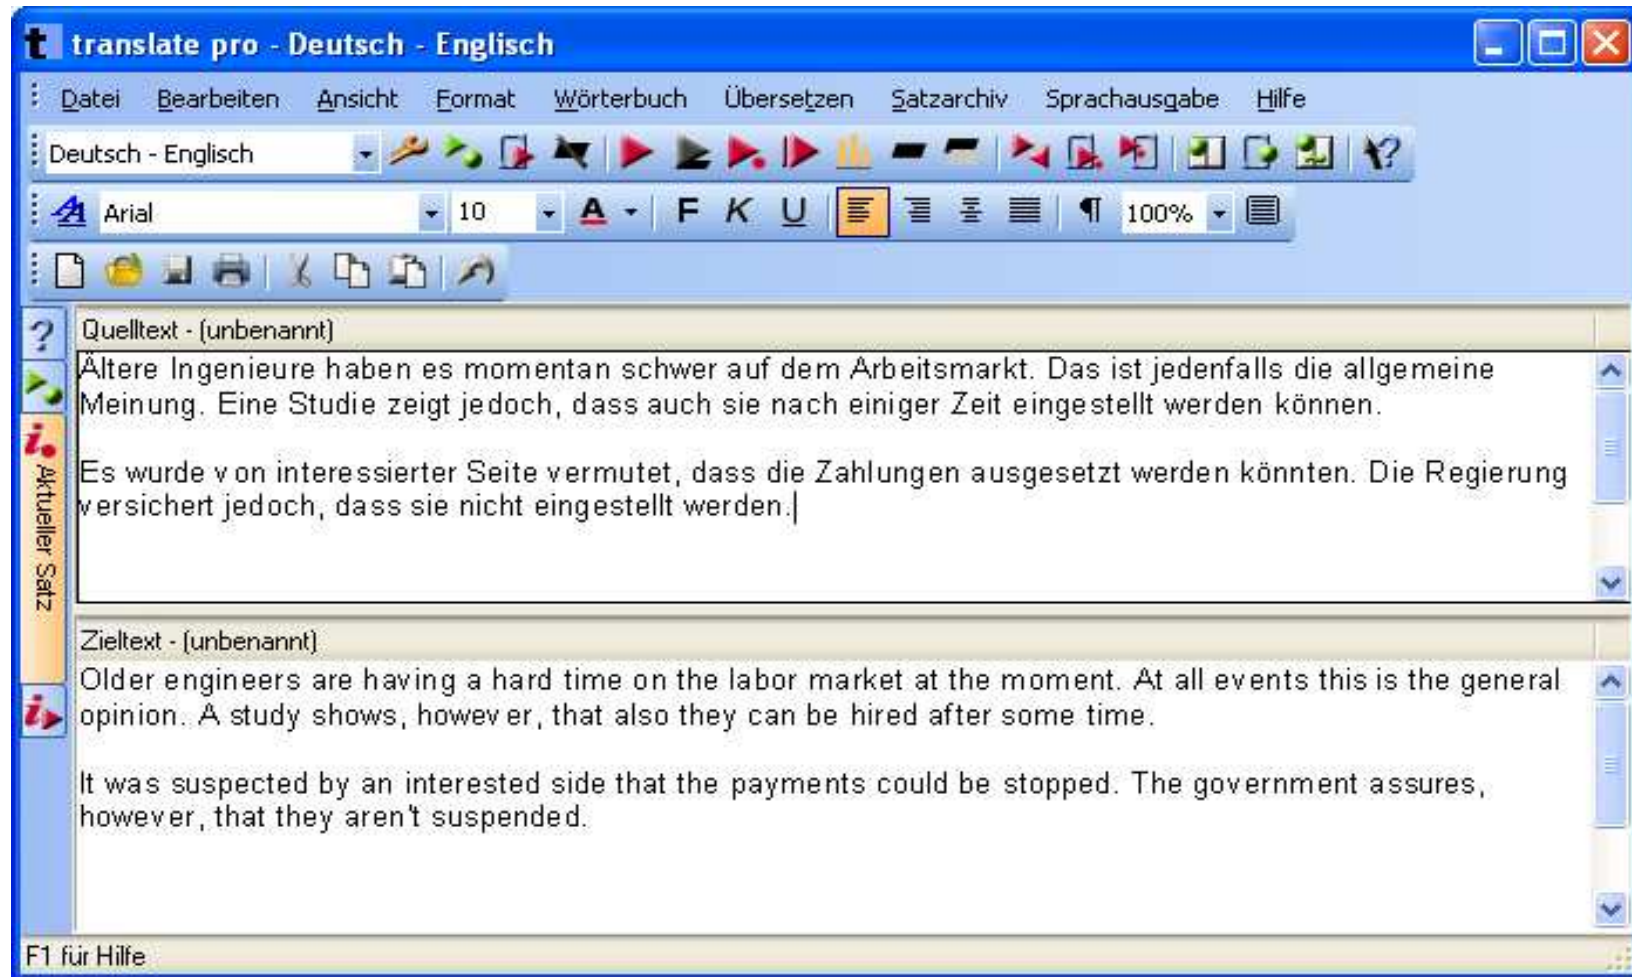 t translate pro - Deutsch - Englisch
Datei Bearbeiten Ansicht Format Wörterbuch Übersetzen Satzarchiv Sprachausgabe Hilfe
Deutsch - Englisch
Arial 10 A F K U ¶ 100%
Quelltext - (unbenannt)
Ältere Ingenieure haben es momentan schwer auf dem Arbeitsmarkt. Das ist jedenfalls die allgemeine
Meinung. Eine Studie zeigt jedoch, dass auch sie nach einiger Zeit eingestellt werden können.
Es wurde von interessierter Seite vermutet, dass die Zahlungen ausgesetzt werden könnten. Die Regierung
versichert jedoch, dass sie nicht eingestellt werden.
Aktueller Satz
Zieltext - (unbenannt)
Older engineers are having a hard time on the labor market at the moment. At all events this is the general
opinion. A study shows, however, that also they can be hired after some time.
It was suspected by an interested side that the payments could be stopped. The government assures,
however, that they aren't suspended.
F1 für Hilfe